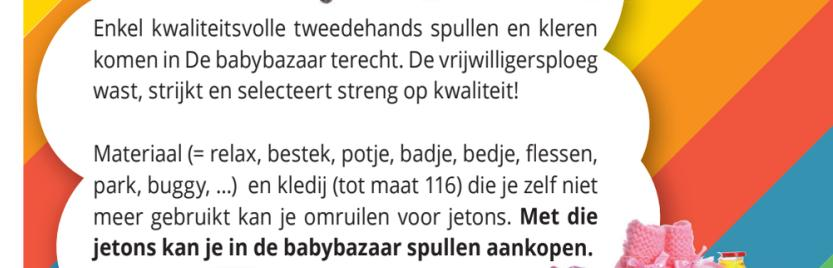 Enkel kwaliteitsvolle tweedehands spullen en kleren
komen in De babybazaar terecht. De vrijwilligersploeg
wast, strijkt en selecteert streng op kwaliteit!
Materiaal (= relax, bestek, potje, badje, bedje, flessen,
park, buggy, ...) en kledij (tot maat 116) die je zelf niet
meer gebruikt kan je omruilen voor jetons. Met die
jetons kan je in de babybazaar spullen aankopen.